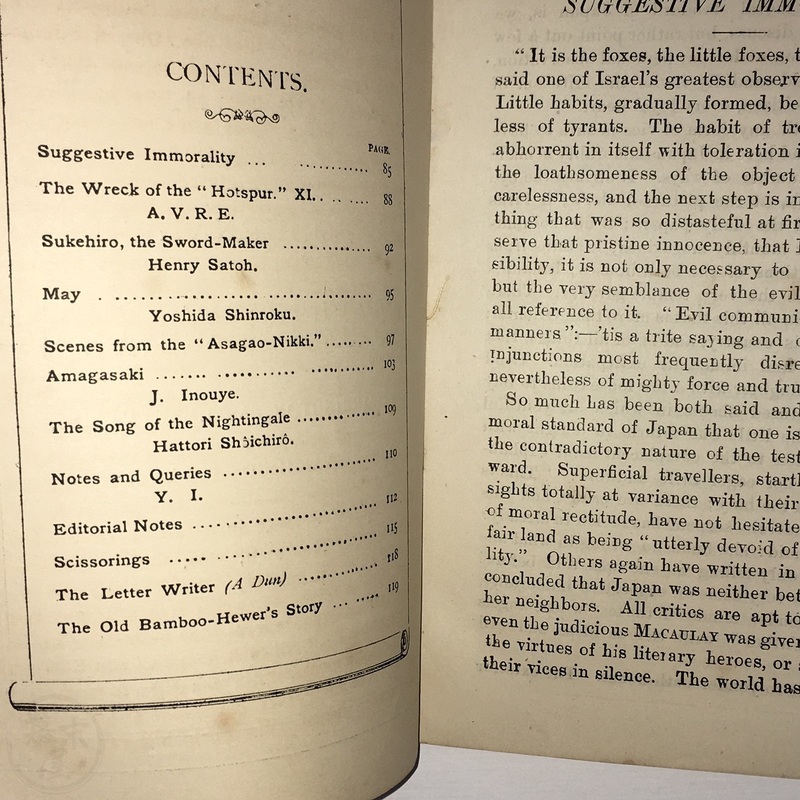 CONTENTS.
PAGE.
Suggestive Immorality ... ............ 85
The Wreck of the "Hotspur." XI. .. .. .... 88
A. V. R. E.
Sukehiro, the Sword-Maker ............... 92
Henry Satoh.
May . ............................... 95
Yoshida Shinroku.
Scenes from the "Asagao-Nikki." ........ 97
Amagasaki ....... ......... ............ 103
J. Inouye.
The Song of the Nightingale ............. 109
Hattori Shōichirō.
Notes and Queries ...................... 110
Y. I.
Editorial Notes ......................... 112
Scissorings ..... ...................... 115
The Letter Writer (A Dun) .............. 118
The Old Bamboo-Hewer's Story ... ..... 119
SUGGESTIVE IMM
"It is the foxes, the little foxes, t
said one of Israel's greatest observ
Little habits, gradually formed, be
less of tyrants. The habit of tre
abhorrent in itself with toleration i
the loathsomeness of the object
carelessness, and the next step is in
thing that was so distasteful at fir
serve that pristine innocence, that
sibility, it is not only necessary to
but the very semblance of the evil
all reference to it. "Evil communi
manners":—'tis a trite saying and
injunctions most frequently disre
nevertheless of mighty force and tru
So much has been both said and
moral standard of Japan that one is
the contradictory nature of the test
ward. Superficial travellers, startl
sights totally at variance with their
of moral rectitude, have not hesitate
fair land as being "utterly devoid of
lity." Others again have written in
concluded that Japan was neither bet
her neighbors. All critics are apt to
even the judicious MACAULAY was give
the virtues of his literary heroes, or
their vices in silence. The world has